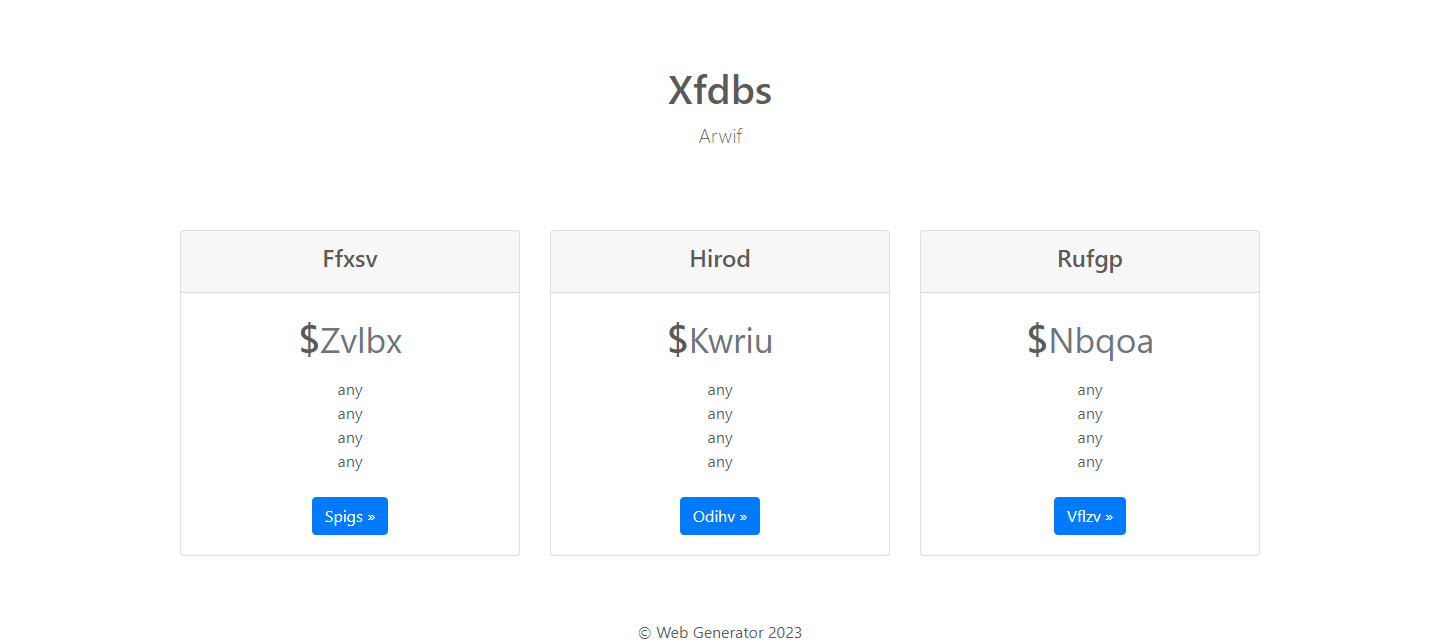 Xfdbs
Arwif
Ffxsv
$Zvlbx
any
any
any
any
Spigs »
Hirod
$Kwriu
any
any
any
any
Odihv »
Rufgp
$Nbqoa
any
any
any
any
Vflzv »
© Web Generator 2023